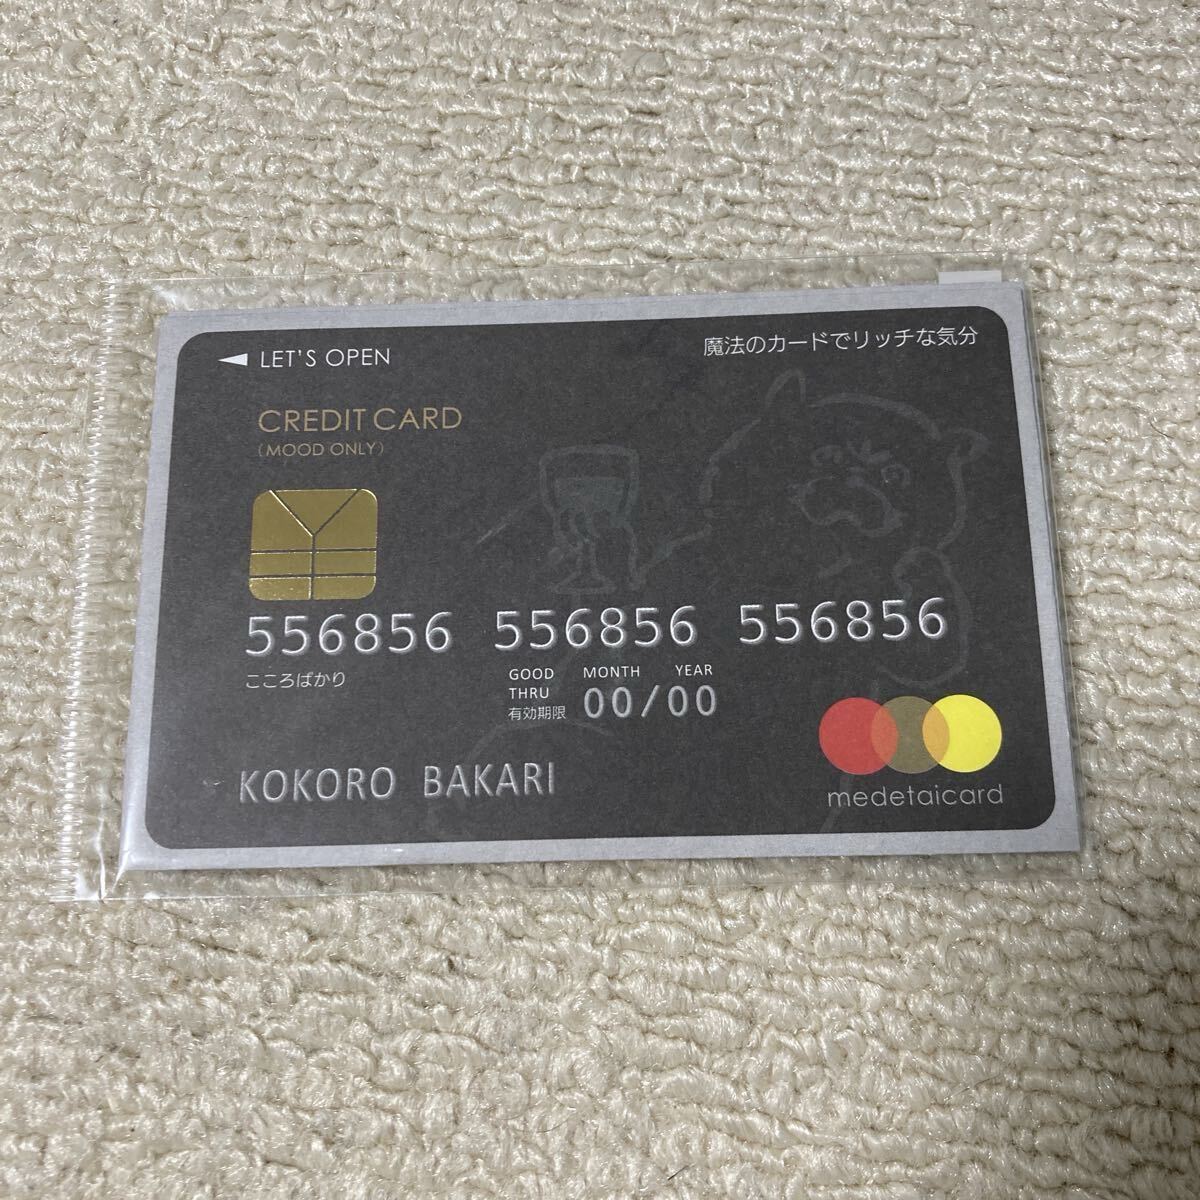 LET'S OPEN
魔法のカードでリッチな気分
CREDIT CARD
(MOOD ONLY)
556856 556856 556856
こころばかり
GOOD THRU MONTH YEAR
有効期限 00/00
KOKORO BAKARI
medetaicard